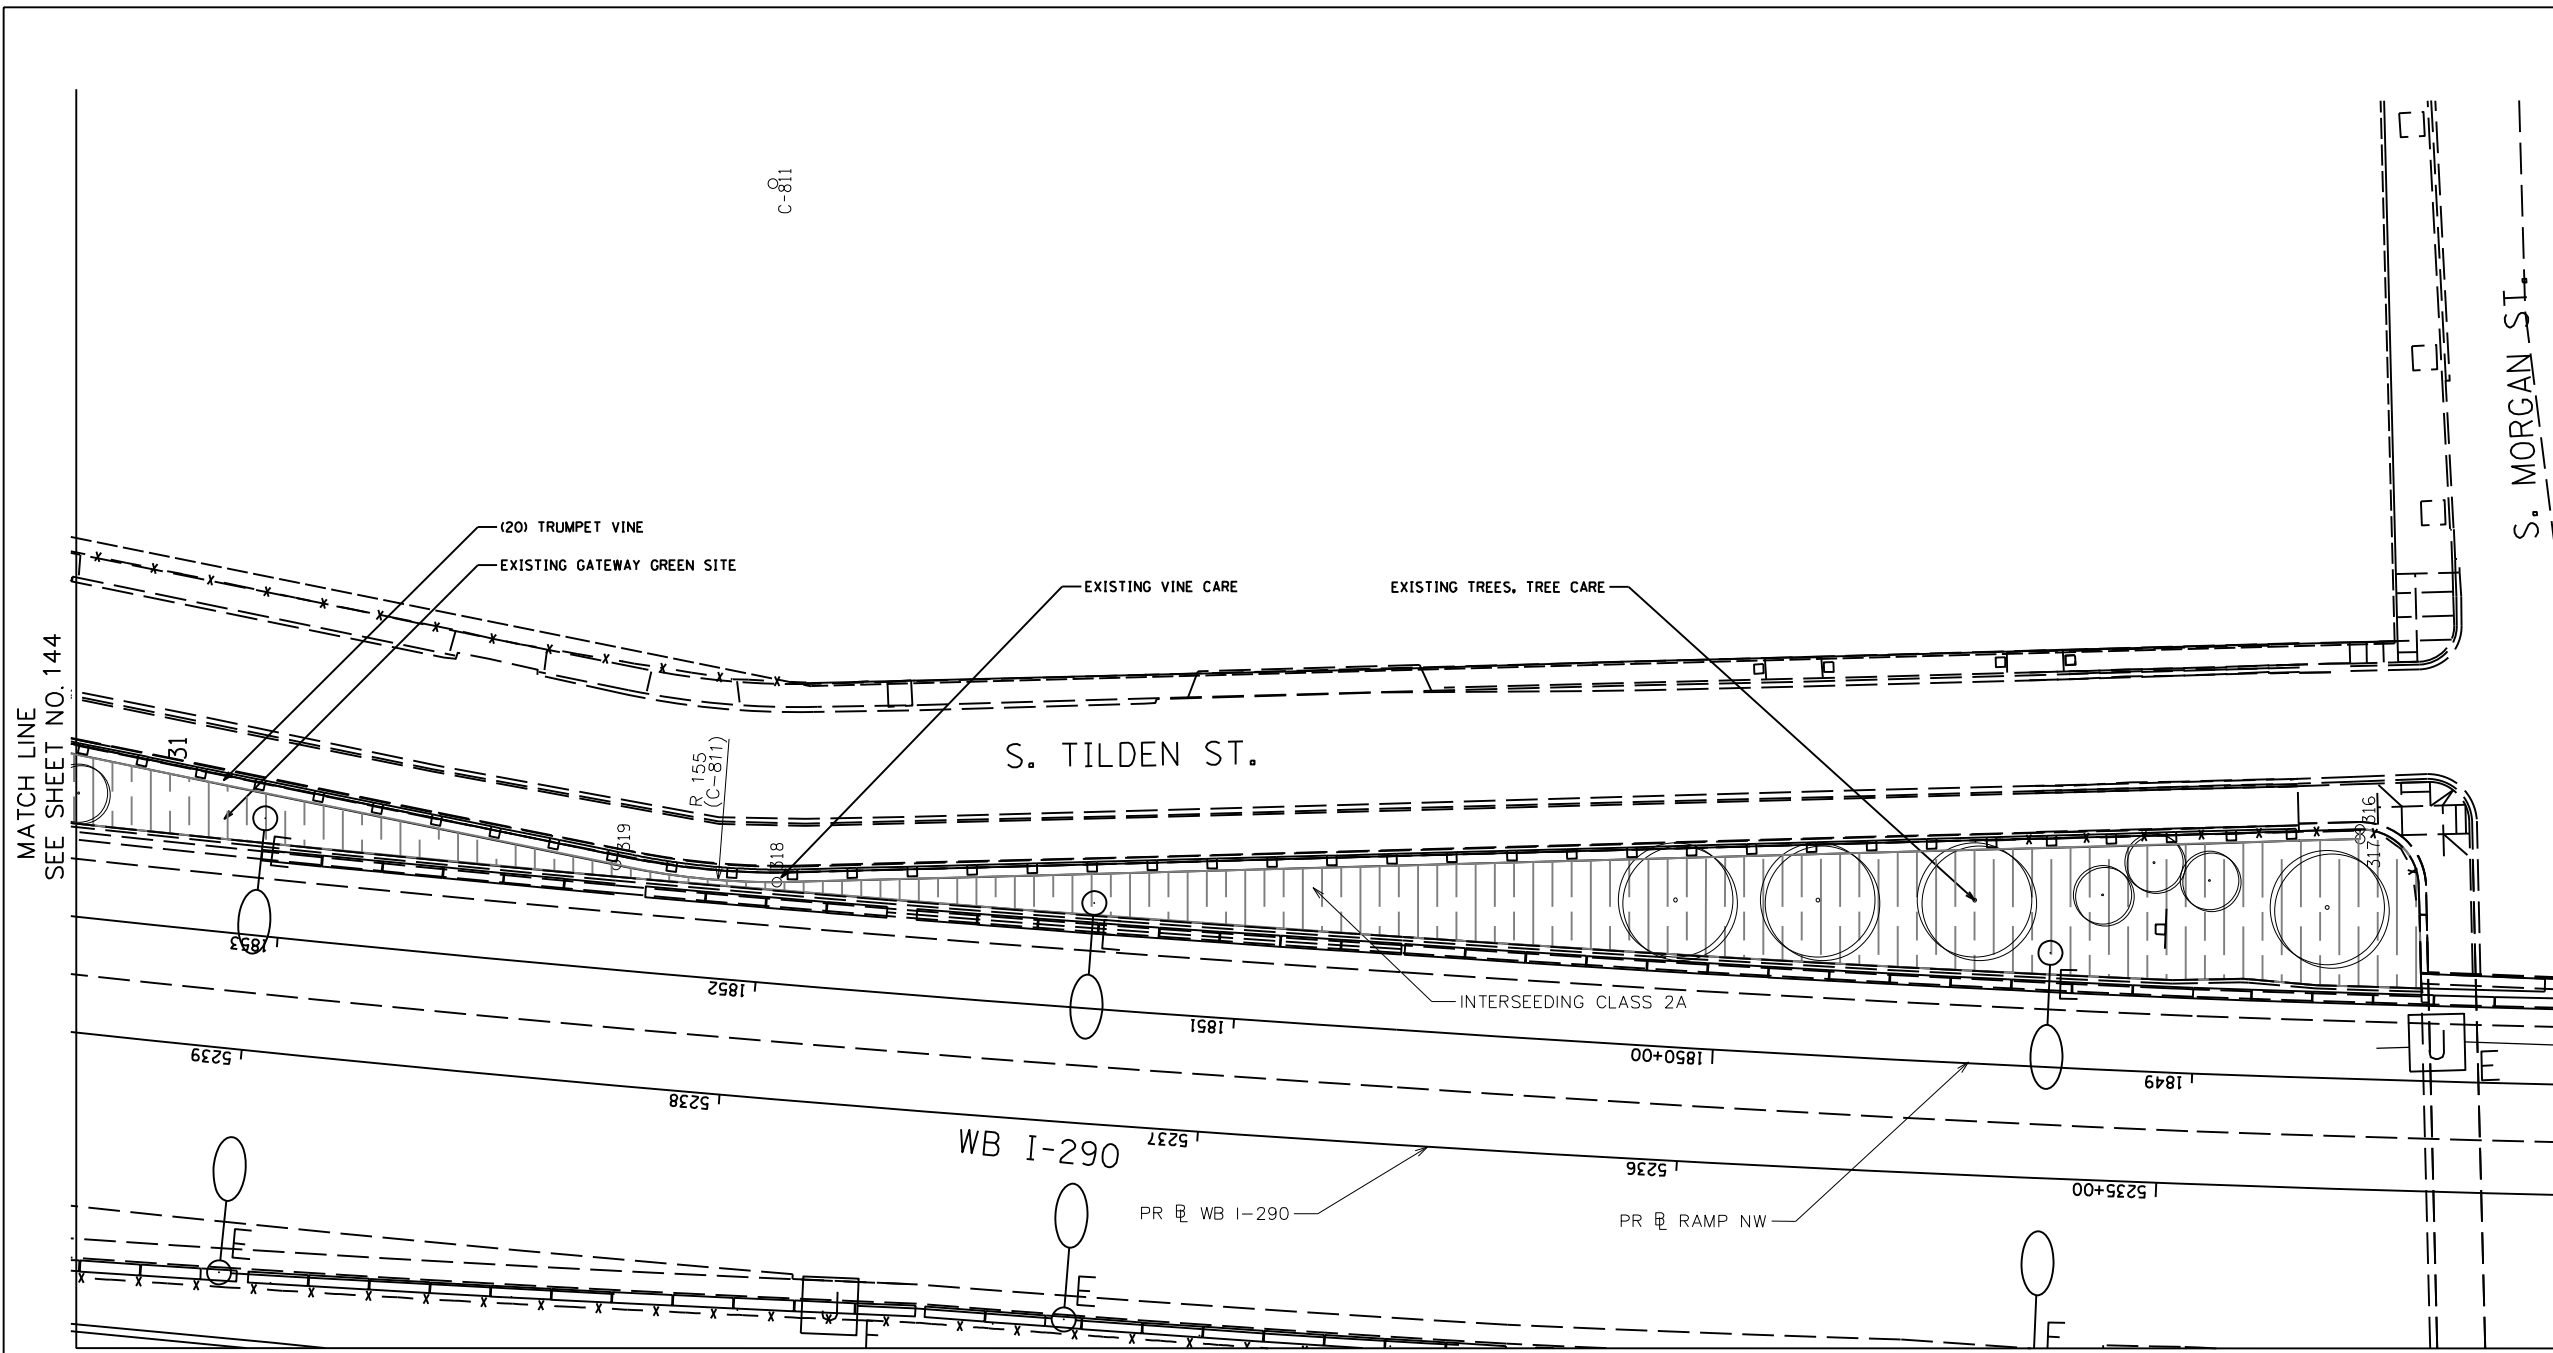 C-811
S. MORGAN ST.
(20) TRUMPET VINE
EXISTING GATEWAY GREEN SITE
EXISTING VINE CARE
EXISTING TREES, TREE CARE
MATCH LINE
SEE SHEET NO. 144
31
R 155
(C-811)
S. TILDEN ST.
319
318
316
317
INTERSEEDING CLASS 2A
1853
1852
1851
1850+00
1849
5239
5238
5237
5236
5235+00
WB I-290
PR BL WB I-290
PR BL RAMP NW
E
E
E
E
E
E
E
E
J
J